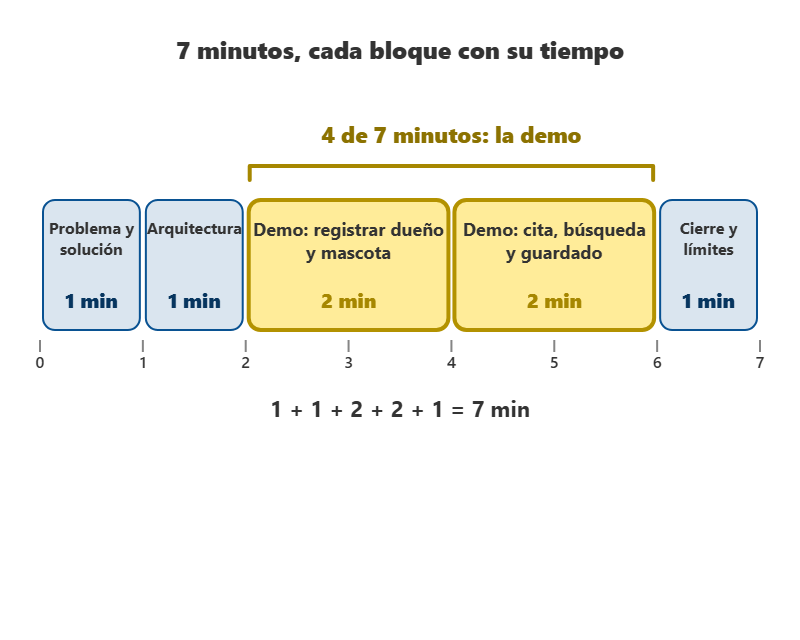 7 minutos, cada bloque con su tiempo
4 de 7 minutos: la demo
Problema y
solución
1 min
Arquitectura
1 min
Demo: registrar dueño
y mascota
2 min
Demo: cita, búsqueda
y guardado
2 min
Cierre y
límites
1 min
0 1 2 3 4 5 6 7
1 + 1 + 2 + 2 + 1 = 7 min